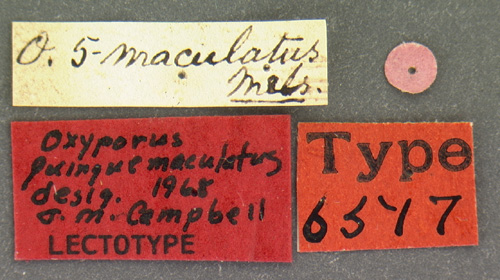 O. 5-maculatus
Mels.
Oxyporus
quinquemaculatus
desig. 1968
J. M. Campbell
LECTOTYPE
Type
6517